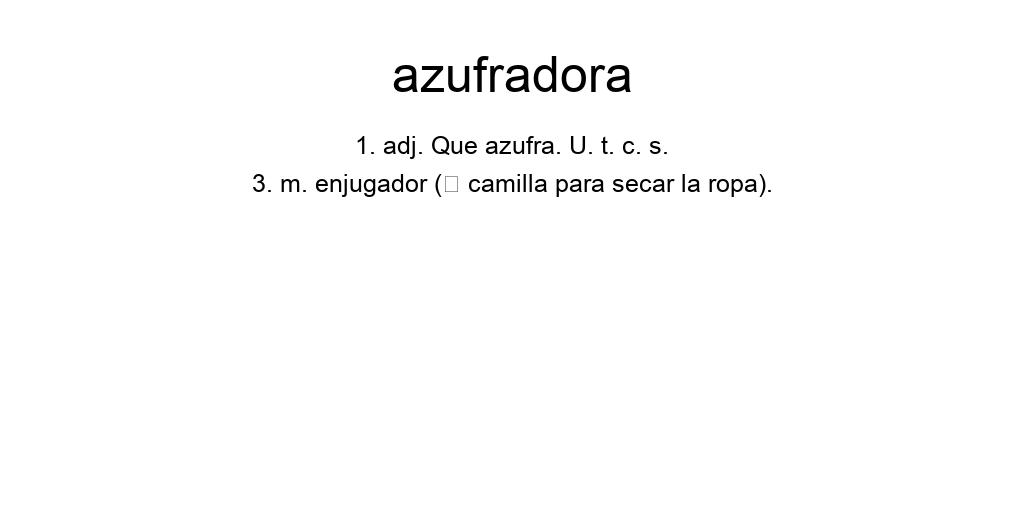 azufradora
1. adj. Que azufra. U. t. c. s.
3. m. enjugador (□ camilla para secar la ropa).